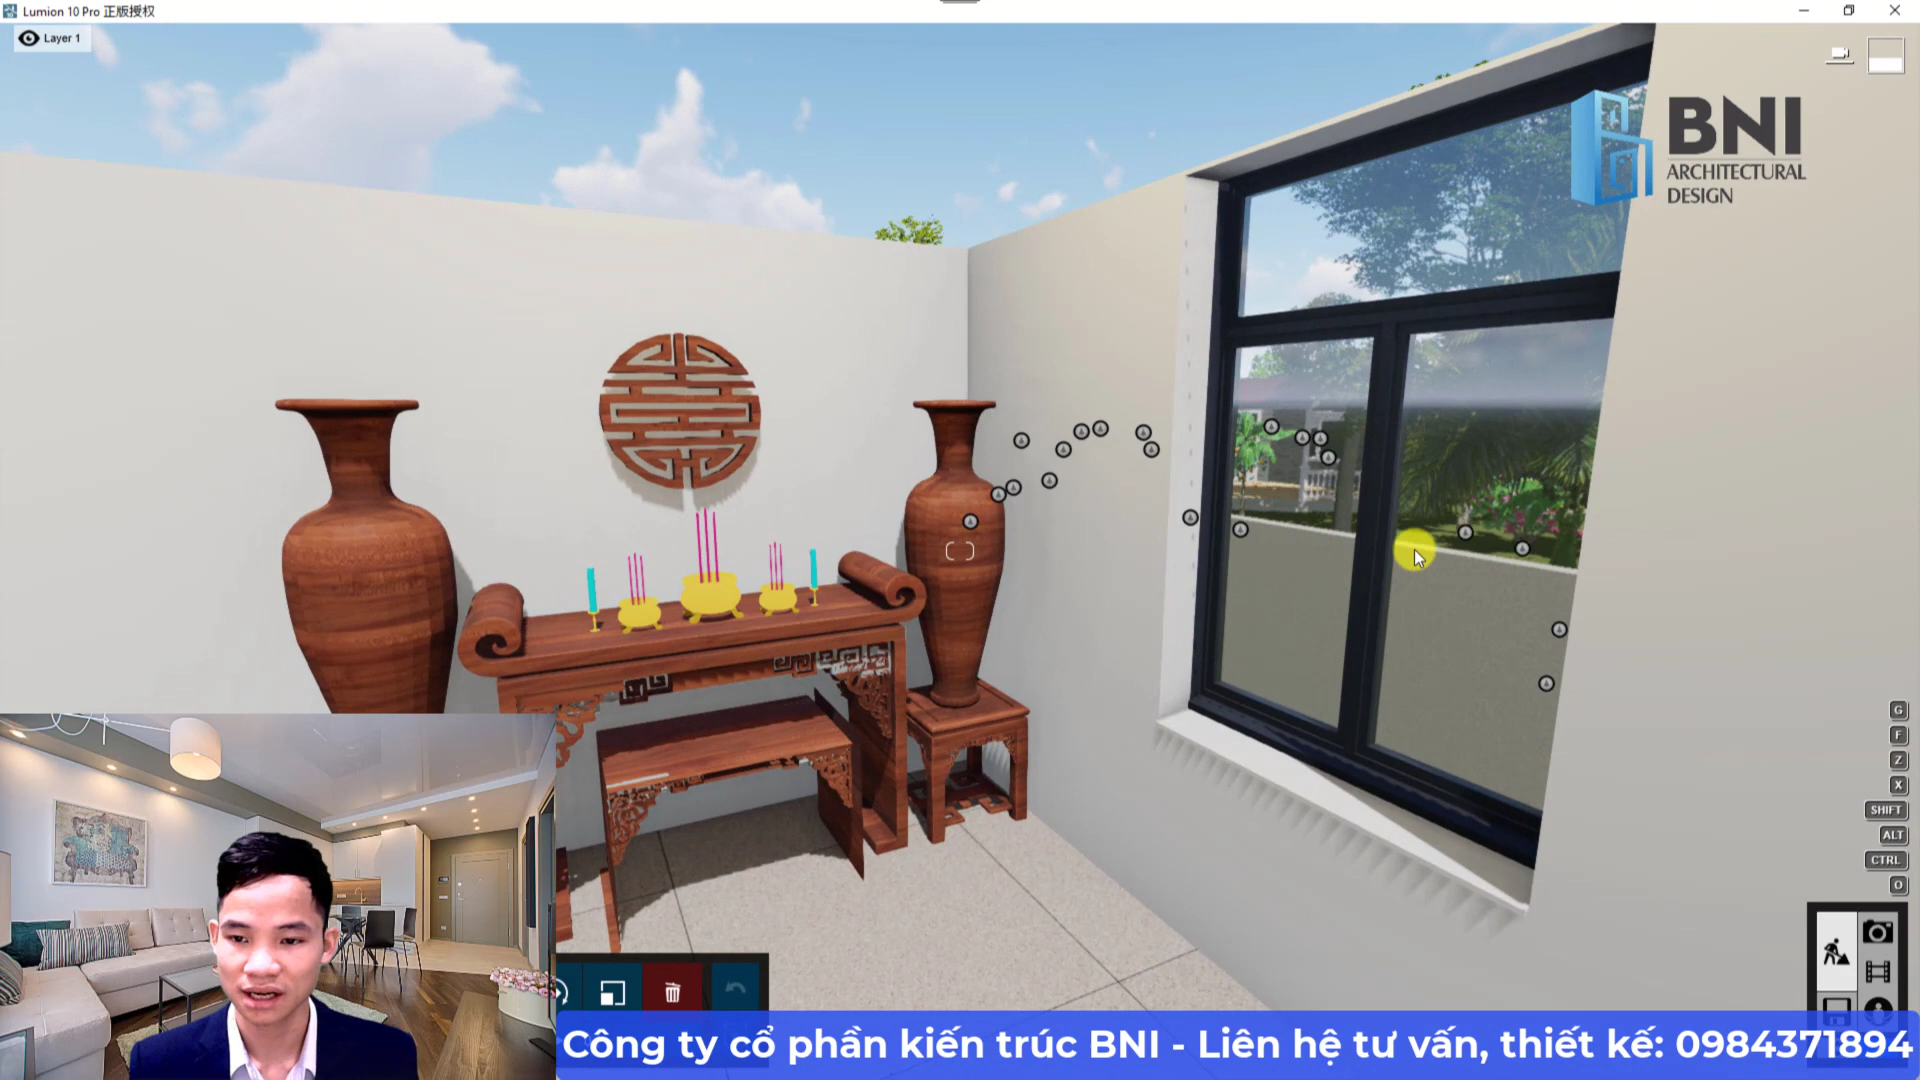 Lumion 10 Pro 正版授权
Layer 1
BNI
ARCHITECTURAL
DESIGN
G
F
Z
X
SHIFT
ALT
CTRL
O
Công ty cổ phần kiến trúc BNI - Liên hệ tư vấn, thiết kế: 0984371894